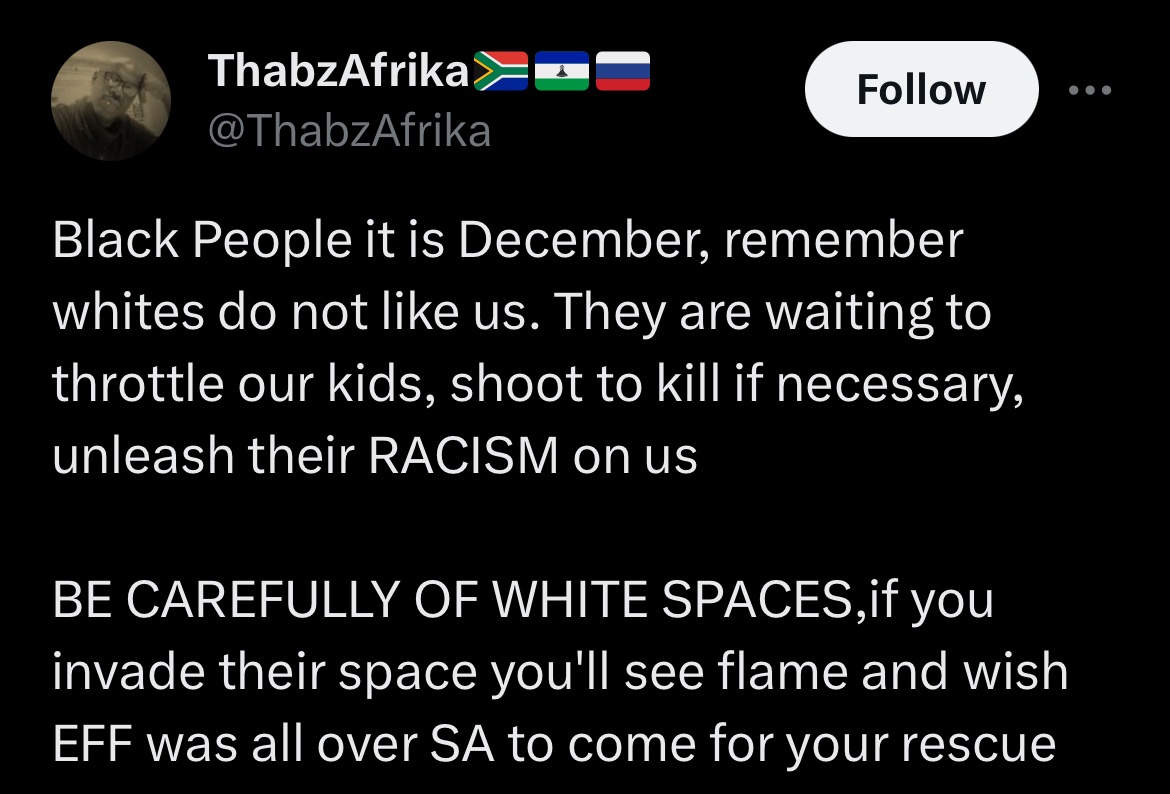 ThabzAfrika🇿🇦🇱🇸🇷🇺
@ThabzAfrika
Follow
Black People it is December, remember
whites do not like us. They are waiting to
throttle our kids, shoot to kill if necessary,
unleash their RACISM on us
BE CAREFULLY OF WHITE SPACES,if you
invade their space you'll see flame and wish
EFF was all over SA to come for your rescue